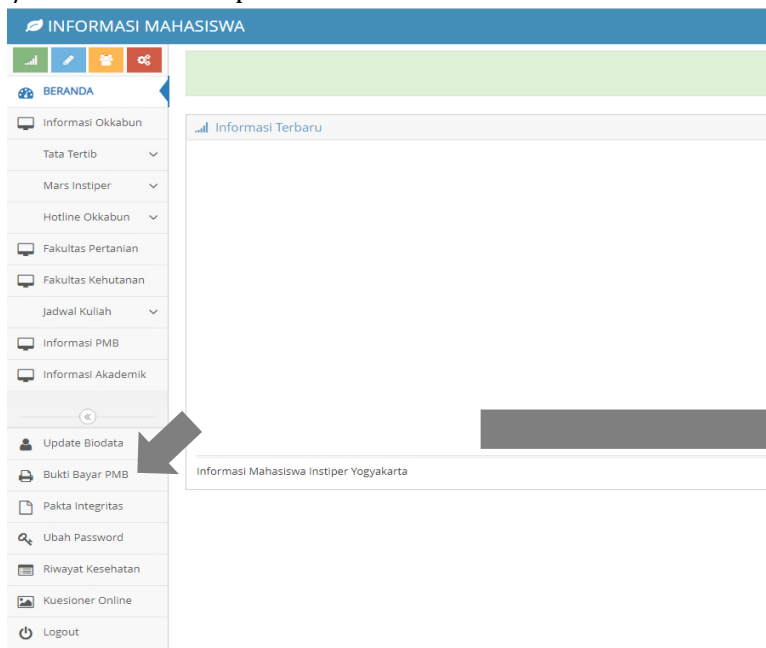 INFORMASI MAHASISWA
BERANDA
Informasi Okkabun
Tata Tertib
Mars Instiper
Hotline Okkabun
Fakultas Pertanian
Fakultas Kehutanan
Jadwal Kuliah
Informasi PMB
Informasi Akademik
Update Biodata
Bukti Bayar PMB
Pakta Integritas
Ubah Password
Riwayat Kesehatan
Kuesioner Online
Logout
Informasi Terbaru
Informasi Mahasiswa Instiper Yogyakarta